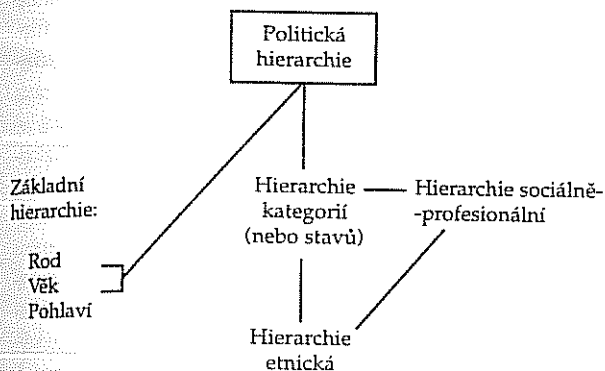 Politická
hierarchie
Základní
hierarchie:
Rod
Věk
Pohlaví
Hierarchie
kategorií
(nebo stavů)
Hierarchie sociálně-
-profesionální
Hierarchie
etnická